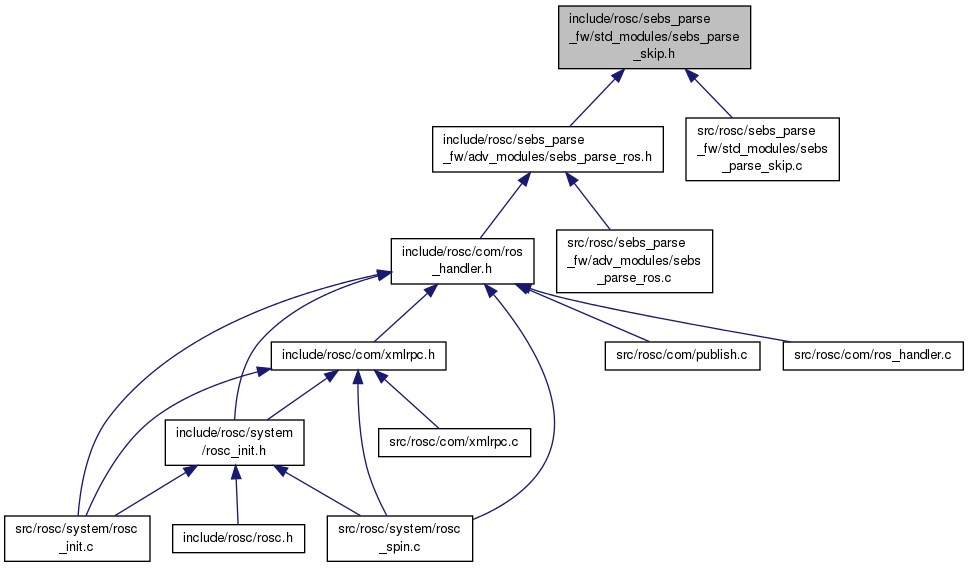 include/rosc/sebs_parse
_fw/std_modules/sebs_parse
_skip.h
include/rosc/sebs_parse
_fw/adv_modules/sebs_parse_ros.h
src/rosc/sebs_parse
_fw/std_modules/sebs
_parse_skip.c
include/rosc/com/ros
_handler.h
src/rosc/sebs_parse
_fw/adv_modules/sebs
_parse_ros.c
include/rosc/com/xmlrpc.h
src/rosc/com/publish.c
src/rosc/com/ros_handler.c
include/rosc/system
/rosc_init.h
src/rosc/com/xmlrpc.c
src/rosc/system/rosc
_init.c
include/rosc/rosc.h
src/rosc/system/rosc
_spin.c